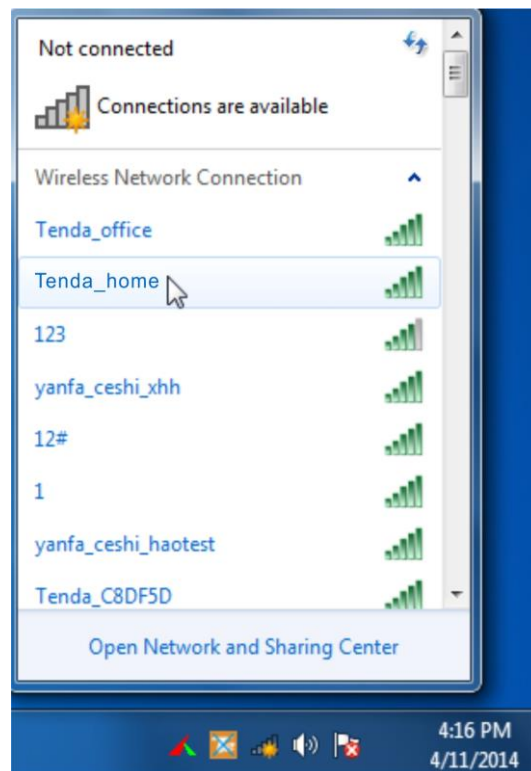 Not connected
Connections are available
Wireless Network Connection
Tenda_office
Tenda_home
123
yanfa_ceshi_xhh
12#
1
yanfa_ceshi_haotest
Tenda_C8DF5D
Open Network and Sharing Center
4:16 PM
4/11/2014